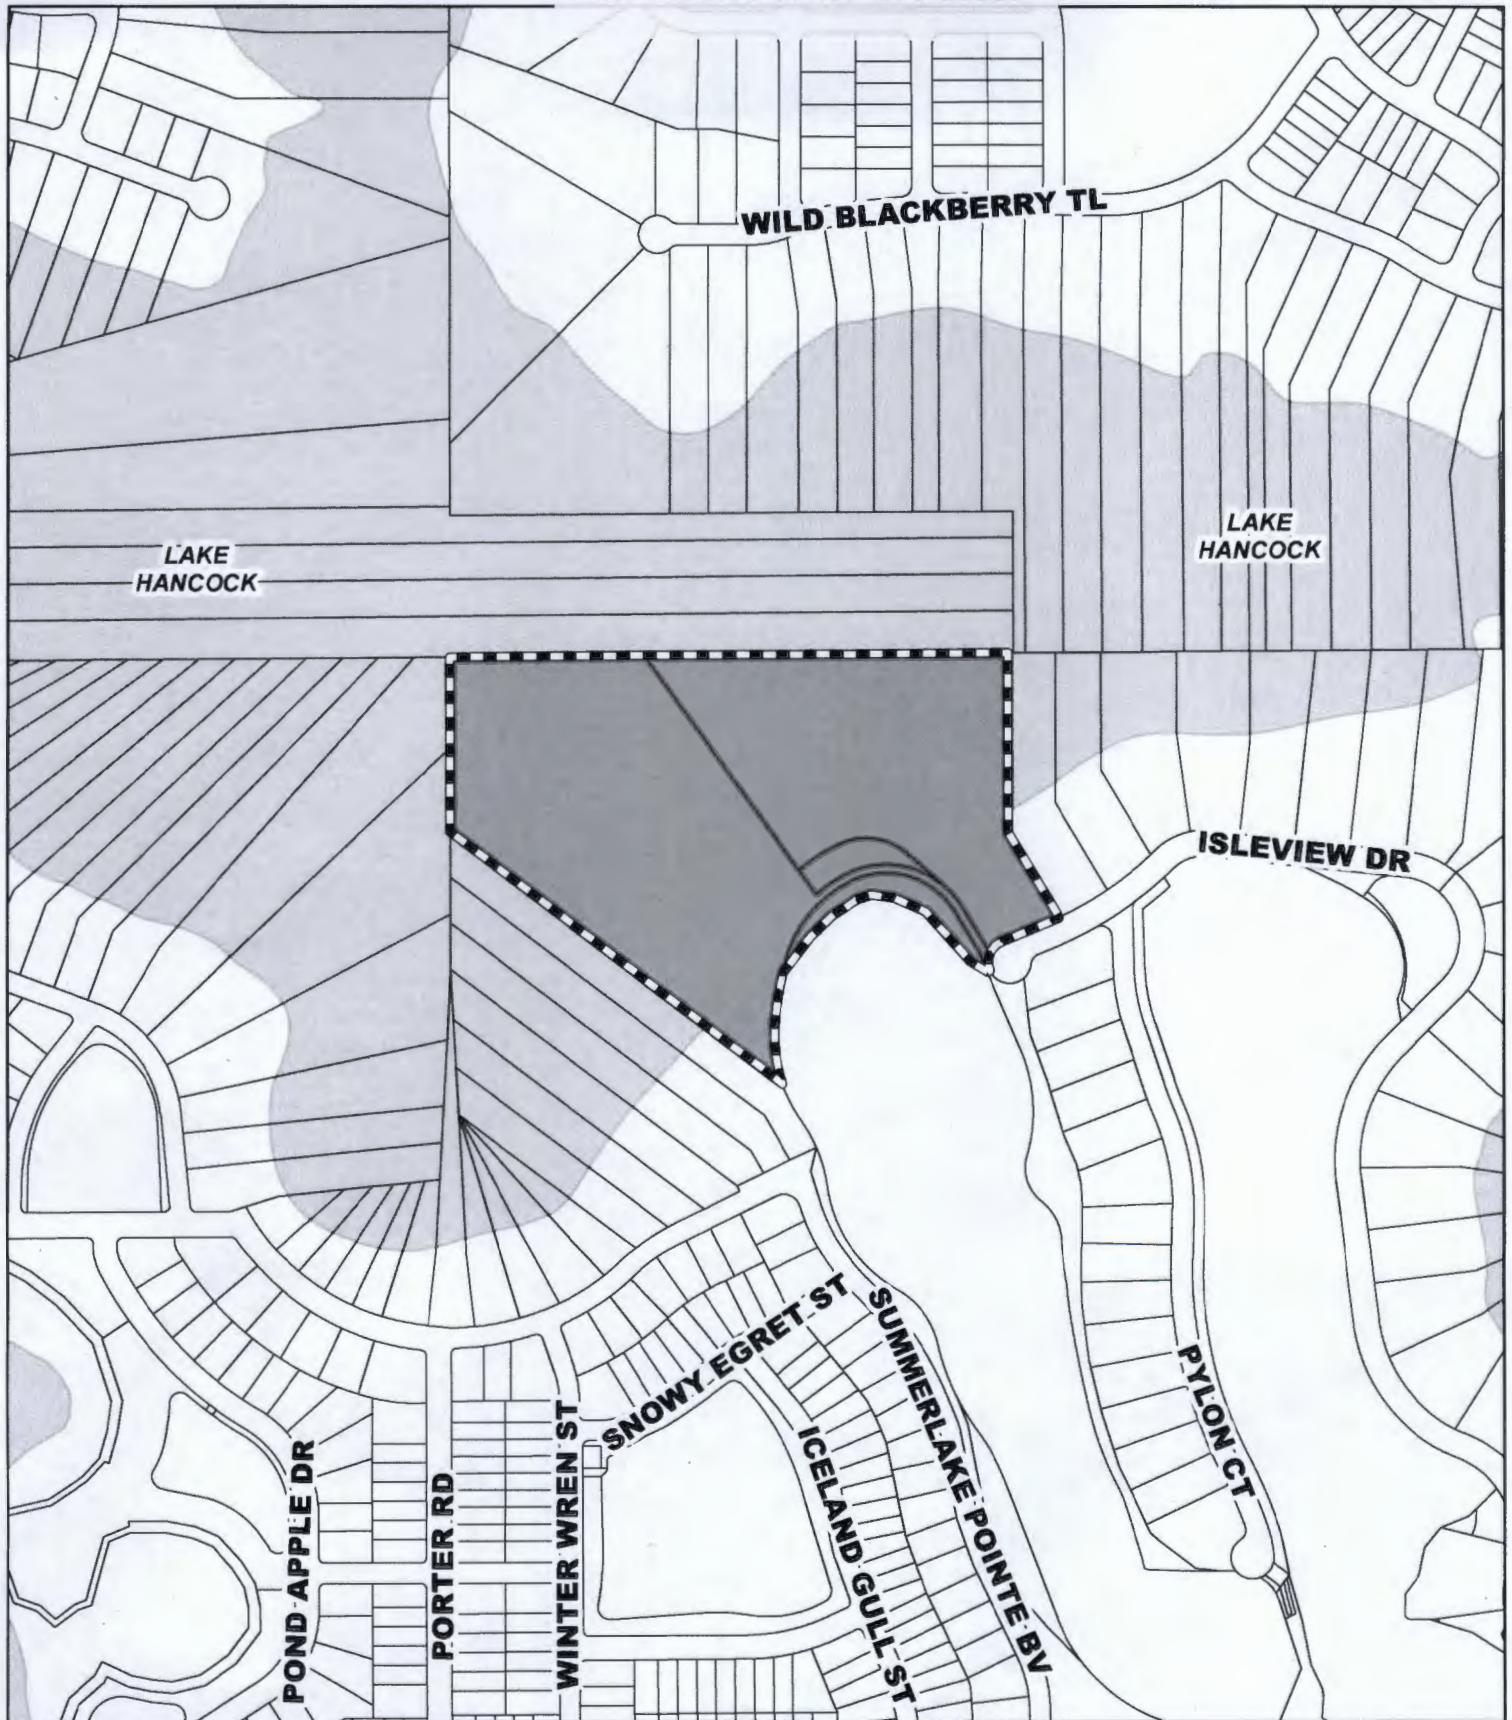 WILD BLACKBERRY TL
LAKE
HANCOCK
LAKE
HANCOCK
ISLEVIEW DR
SNOWY EGRET ST
SUMMERLAKE POINTE BV
PYLON CT
ICELAND GULL ST
WINTER WREN ST
PORTER RD
POND APPLE DR